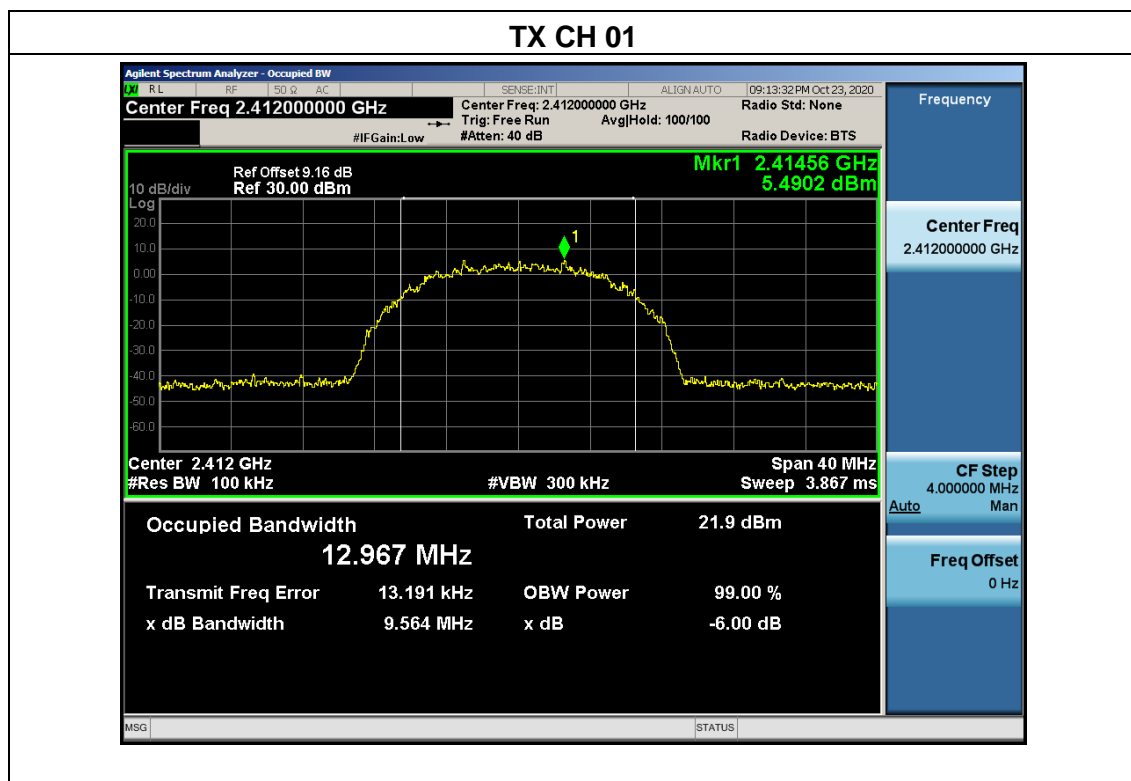 TX CH 01
Agilent Spectrum Analyzer - Occupied BW
LXI RL RF 50 Ω AC SENSE:INT ALIGN AUTO 09:13:32 PM Oct 23, 2020
Center Freq 2.412000000 GHz
Center Freq: 2.412000000 GHz Radio Std: None
Trig: Free Run Avg|Hold: 100/100
#IFGain:Low #Atten: 40 dB Radio Device: BTS
Frequency
Mkr1 2.41456 GHz
5.4902 dBm
Ref Offset 9.16 dB
10 dB/div Ref 30.00 dBm
Log
20.0
10.0
0.00
-10.0
-20.0
-30.0
-40.0
-50.0
-60.0
1
Center Freq
2.412000000 GHz
Center 2.412 GHz Span 40 MHz
#Res BW 100 kHz #VBW 300 kHz Sweep 3.867 ms
CF Step
4.000000 MHz
Auto Man
Occupied Bandwidth Total Power 21.9 dBm
12.967 MHz
Transmit Freq Error 13.191 kHz OBW Power 99.00 %
x dB Bandwidth 9.564 MHz x dB -6.00 dB
Freq Offset
0 Hz
MSG STATUS